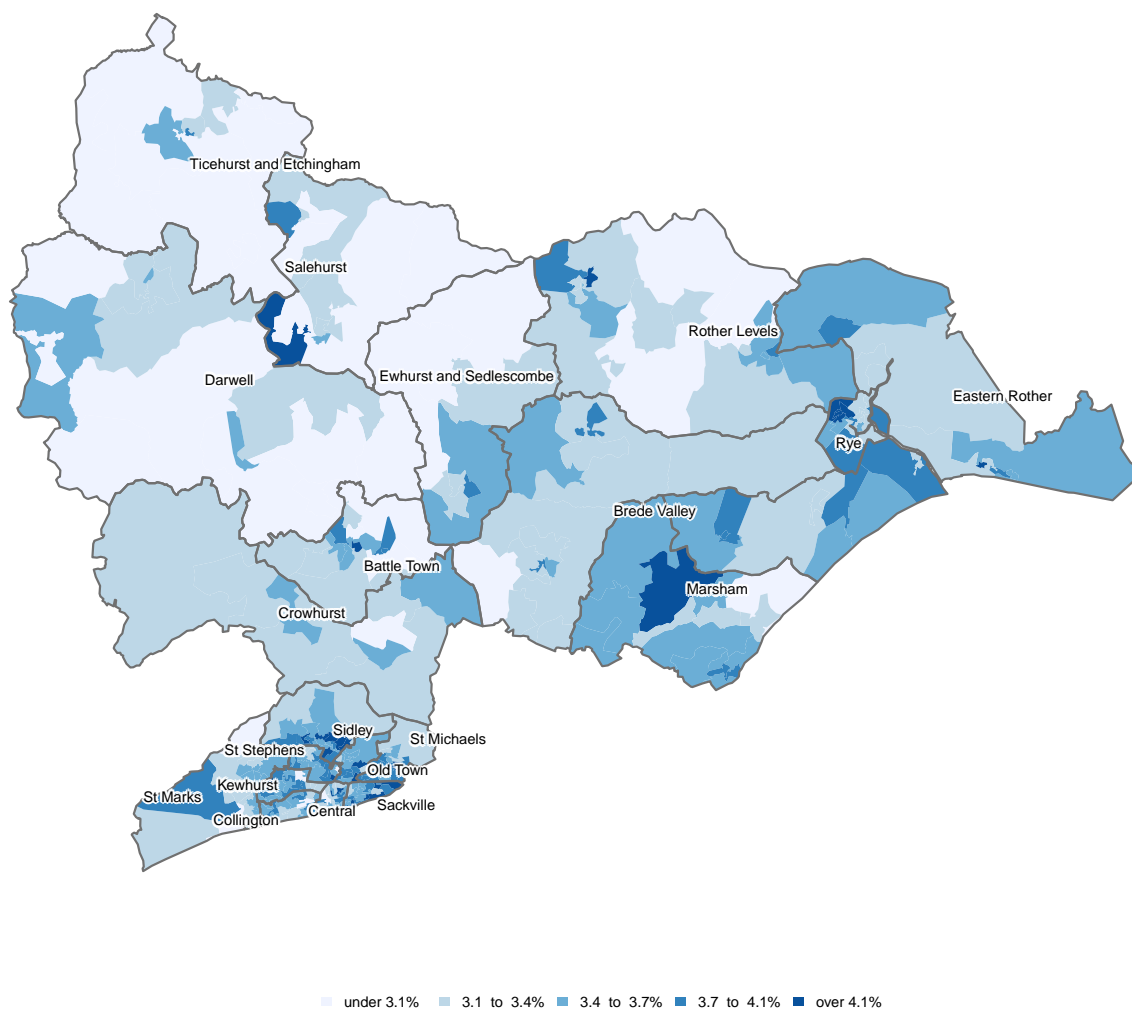 Ticehurst and Etchingham
Salehurst
Rother Levels
Darwell
Ewhurst and Sedlescombe
Eastern Rother
Rye
Brede Valley
Battle Town
Marsham
Crowhurst
Sidley
St Michaels
St Stephens
Old Town
Kewhurst
St Marks
Sackville
Central
Collington
under 3.1% 3.1 to 3.4% 3.4 to 3.7% 3.7 to 4.1% over 4.1%